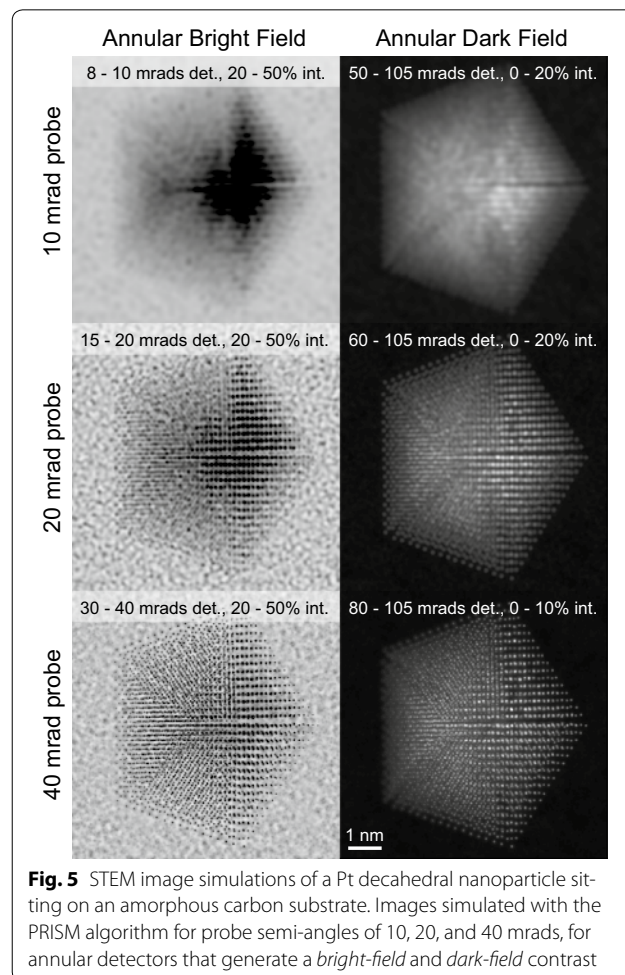 Annular Bright Field
Annular Dark Field
10 mrad probe
8 - 10 mrads det., 20 - 50% int.
50 - 105 mrads det., 0 - 20% int.
20 mrad probe
15 - 20 mrads det., 20 - 50% int.
60 - 105 mrads det., 0 - 20% int.
40 mrad probe
30 - 40 mrads det., 20 - 50% int.
80 - 105 mrads det., 0 - 10% int.
1 nm
Fig. 5 STEM image simulations of a Pt decahedral nanoparticle sit-
ting on an amorphous carbon substrate. Images simulated with the
PRISM algorithm for probe semi-angles of 10, 20, and 40 mrads, for
annular detectors that generate a bright-field and dark-field contrast